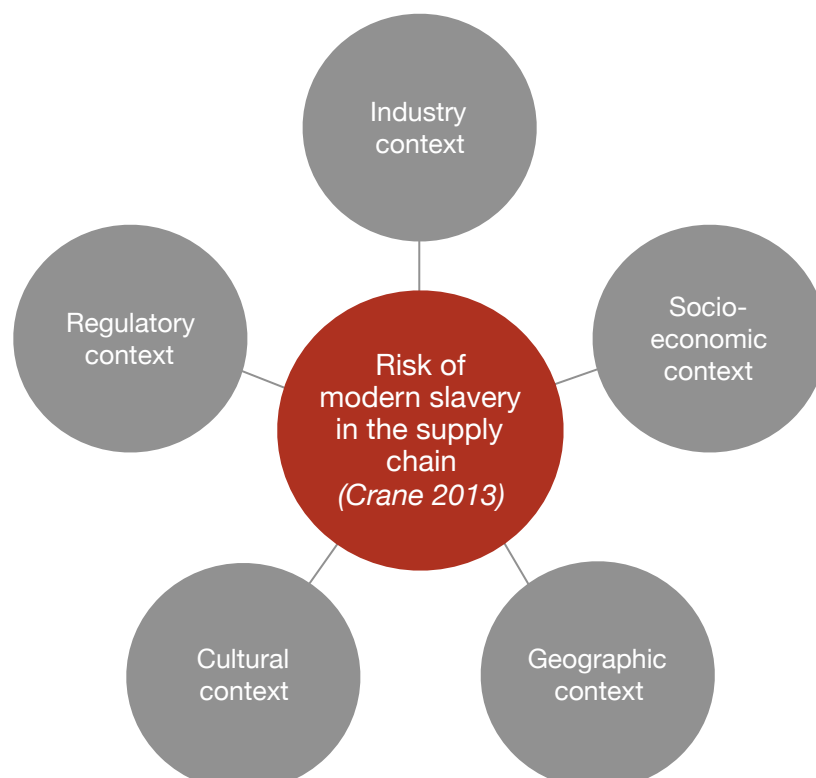 Industry
context
Regulatory
context
Socio-
economic
context
Risk of
modern slavery
in the supply
chain
(Crane 2013)
Cultural
context
Geographic
context